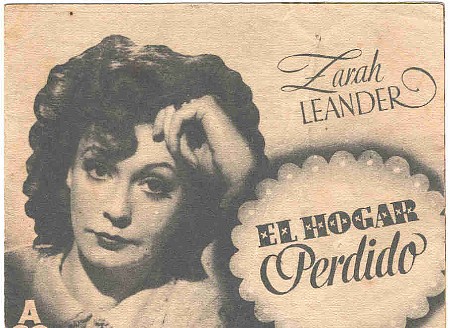 Zarah
LEANDER
EL HOGAR
Perdido
A